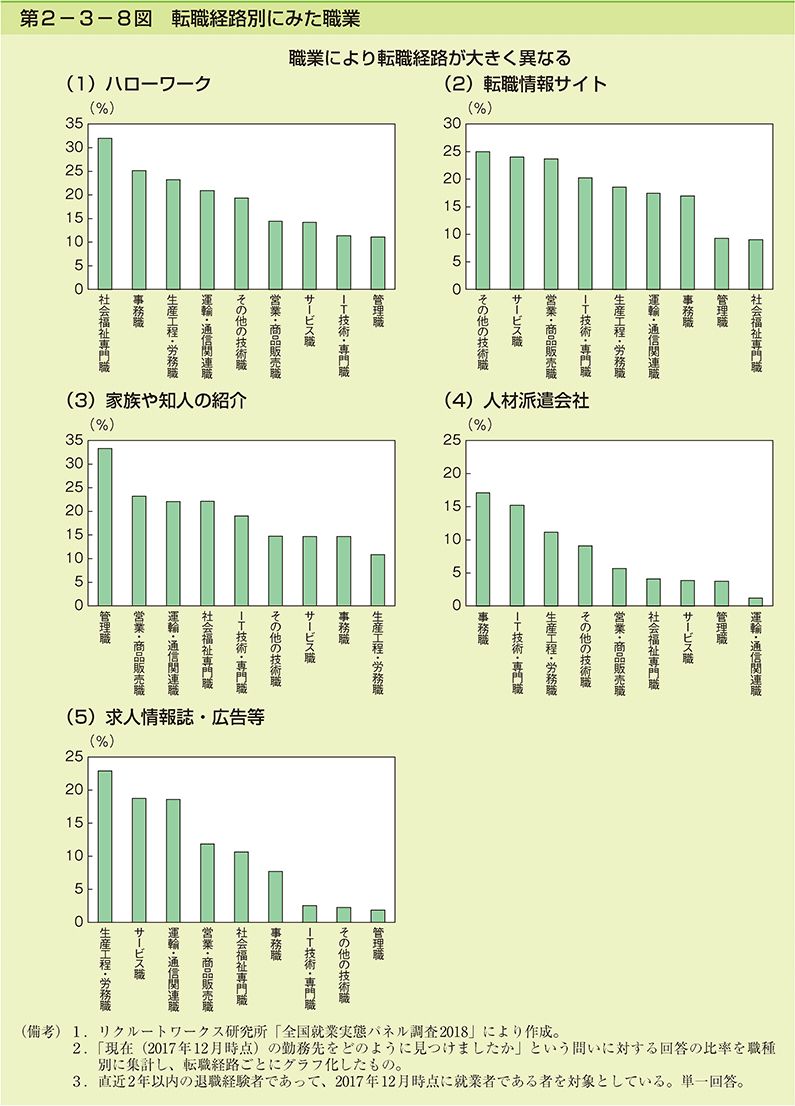 第2－3－8図　転職経路別にみた職業
職業により転職経路が大きく異なる
（1）ハローワーク
（%）
35
30
25
20
15
10
5
0
社会福祉専門職
事務職
生産工程・労務職
運輸・通信関連職
その他の技術職
営業・商品販売職
サービス職
IT技術・専門職
管理職
（2）転職情報サイト
（%）
30
25
20
15
10
5
0
その他の技術職
サービス職
営業・商品販売職
IT技術・専門職
生産工程・労務職
運輸・通信関連職
事務職
管理職
社会福祉専門職
（3）家族や知人の紹介
（%）
35
30
25
20
15
10
5
0
管理職
営業・商品販売職
運輸・通信関連職
社会福祉専門職
IT技術・専門職
その他の技術職
サービス職
事務職
生産工程・労務職
（4）人材派遣会社
（%）
25
20
15
10
5
0
事務職
IT技術・専門職
生産工程・労務職
その他の技術職
営業・商品販売職
社会福祉専門職
サービス職
管理職
運輸・通信関連職
（5）求人情報誌・広告等
（%）
25
20
15
10
5
0
生産工程・労務職
サービス職
運輸・通信関連職
営業・商品販売職
社会福祉専門職
事務職
IT技術・専門職
その他の技術職
管理職
（備考）1．リクルートワークス研究所「全国就業実態パネル調査2018」により作成。
2．「現在（2017年12月時点）の勤務先をどのように見つけましたか」という問いに対する回答の比率を職種
別に集計し、転職経路ごとにグラフ化したもの。
3．直近2年以内の退職経験者であって、2017年12月時点に就業者である者を対象としている。単一回答。